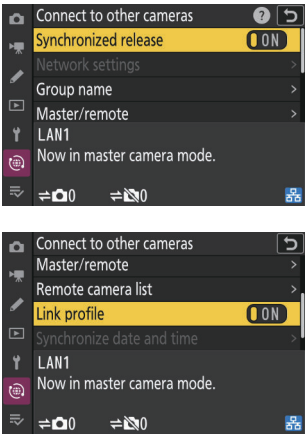 Connect to other cameras ?
Synchronized release ON
Network settings
Group name
Master/remote
LAN1
Now in master camera mode.
0 0
Connect to other cameras
Master/remote
Remote camera list
Link profile ON
Synchronize date and time
LAN1
Now in master camera mode.
0 0